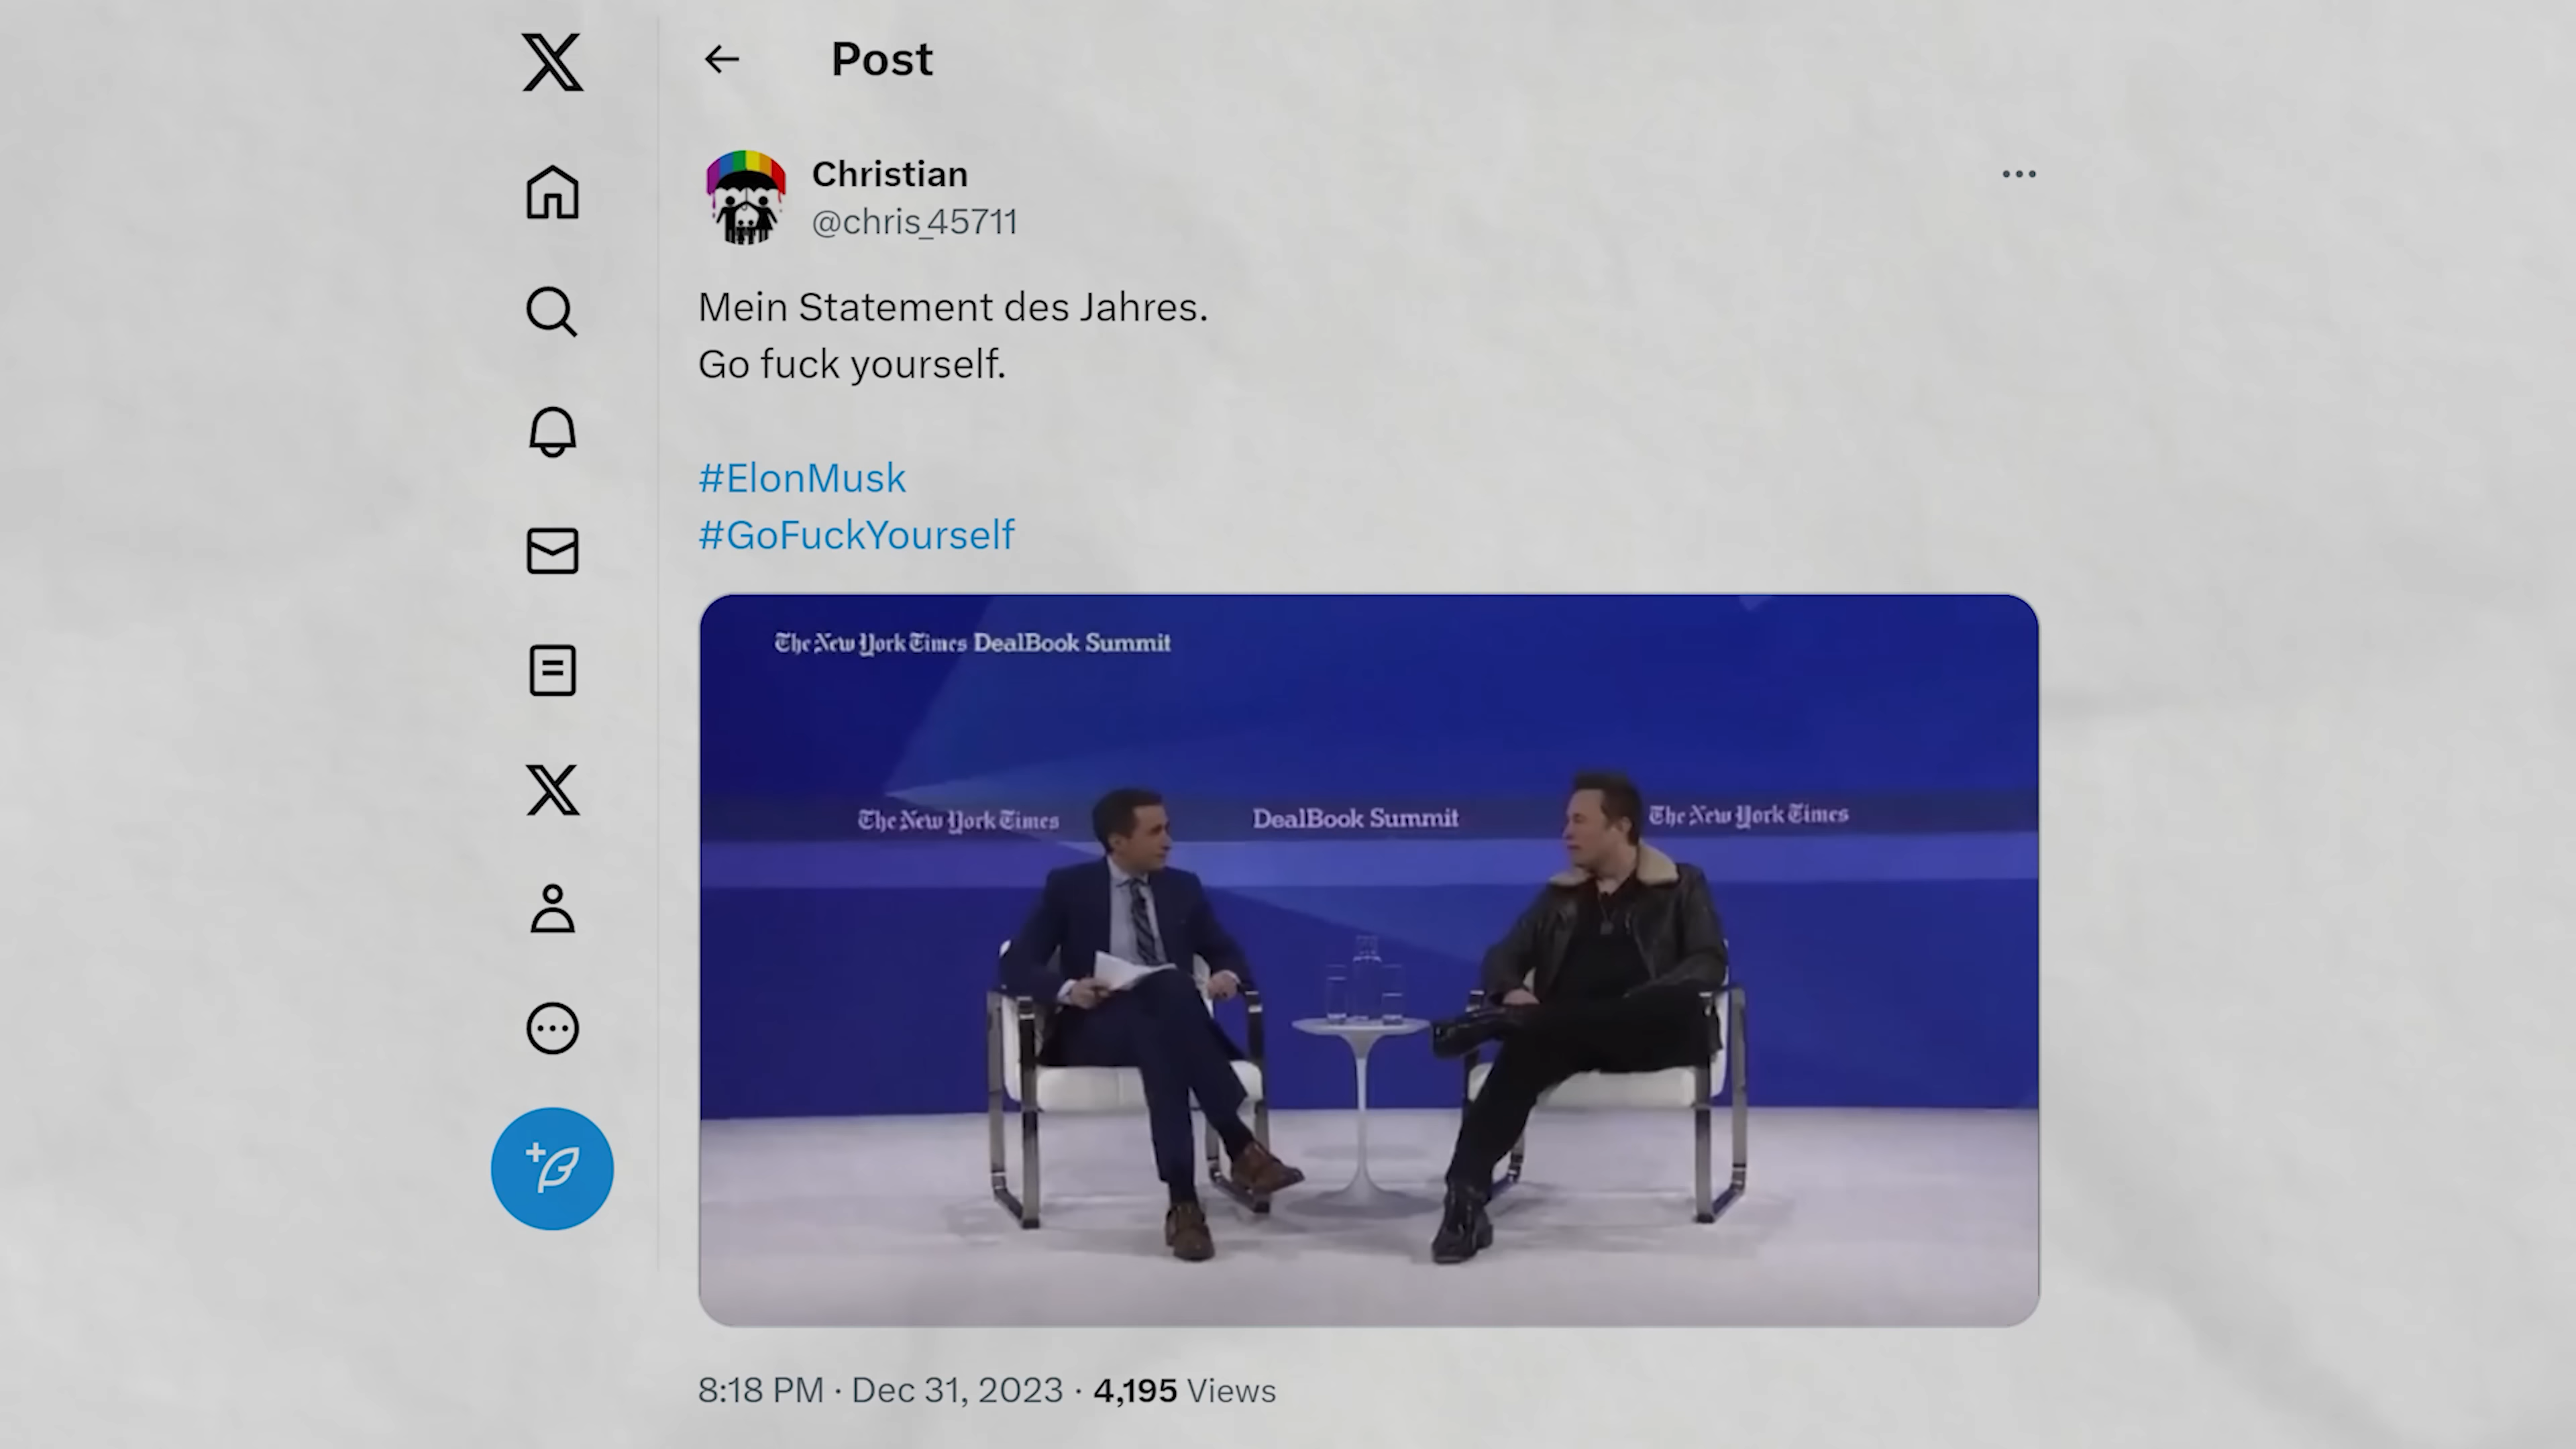 Post
Christian
@chris_45711
Mein Statement des Jahres.
Go fuck yourself.
#ElonMusk
#GoFuckYourself
The New York Times DealBook Summit
The New York Times DealBook Summit The New York Times
8:18 PM · Dec 31, 2023 · 4,195 Views